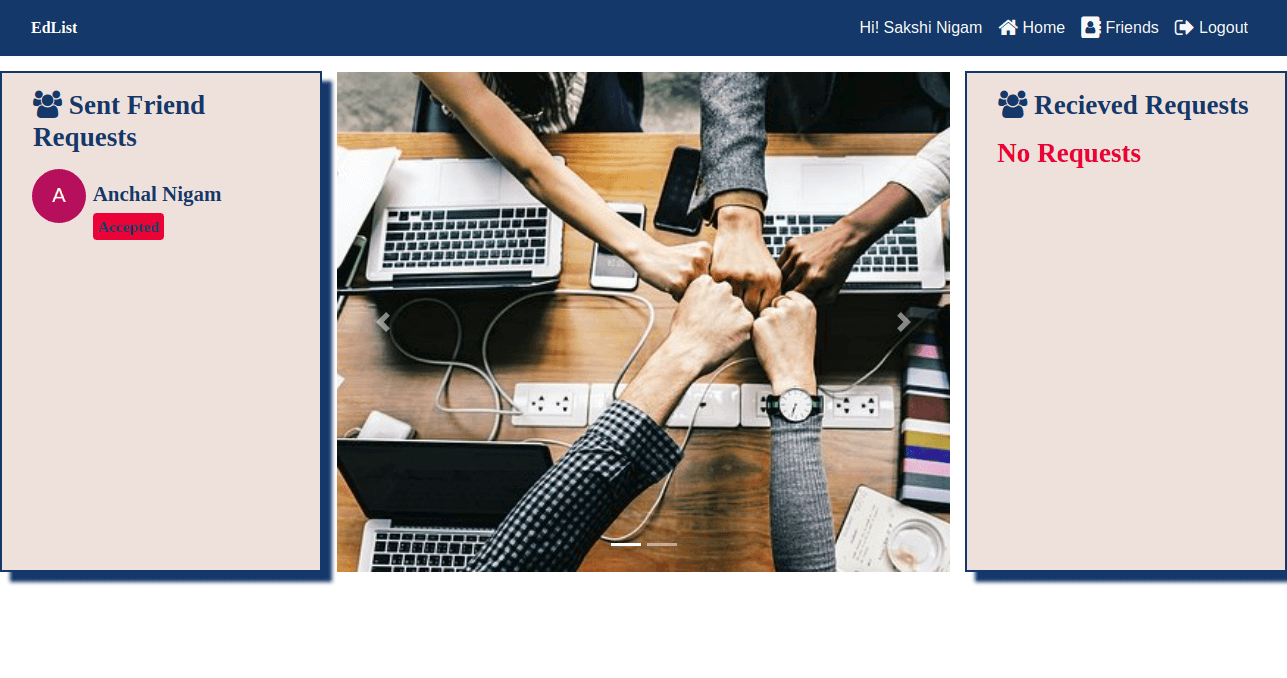 EdList
Hi! Sakshi Nigam Home Friends Logout
Sent Friend
Requests
A
Anchal Nigam
Accepted
Recieved Requests
No Requests